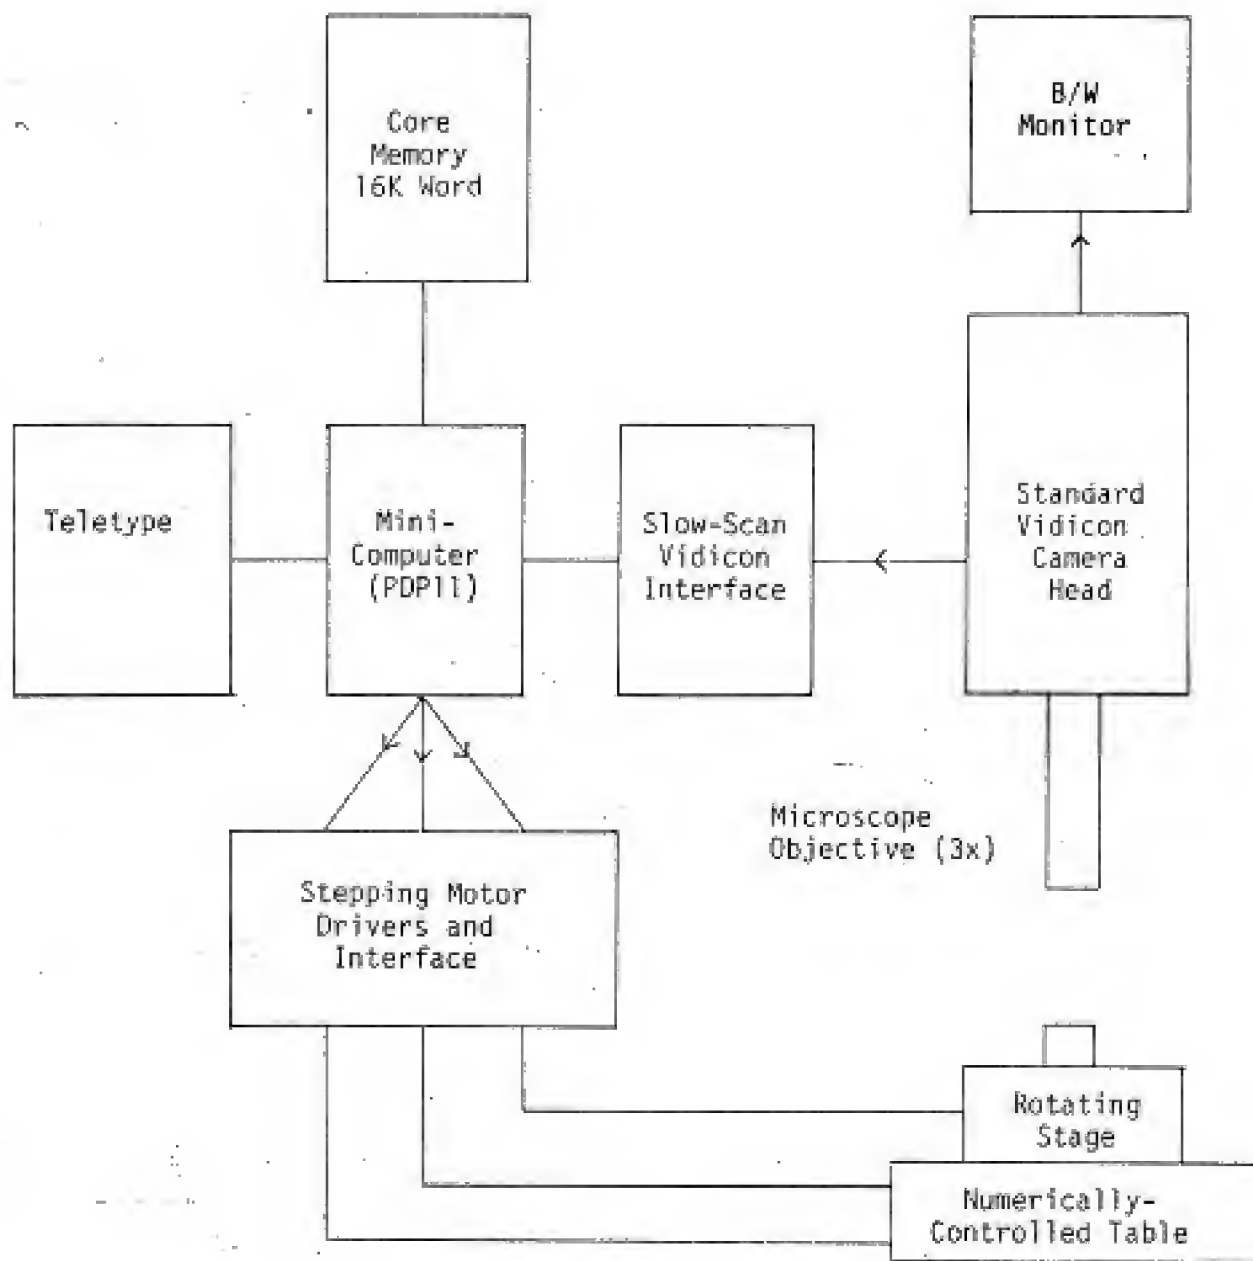 Core
Memory
16K Word
B/W
Monitor
Teletype
Mini-
Computer
(PDP11)
Slow-Scan
Vidicon
Interface
Standard
Vidicon
Camera
Head
Microscope
Objective (3x)
Stepping Motor
Drivers and
Interface
Rotating
Stage
Numerically-
Controlled Table